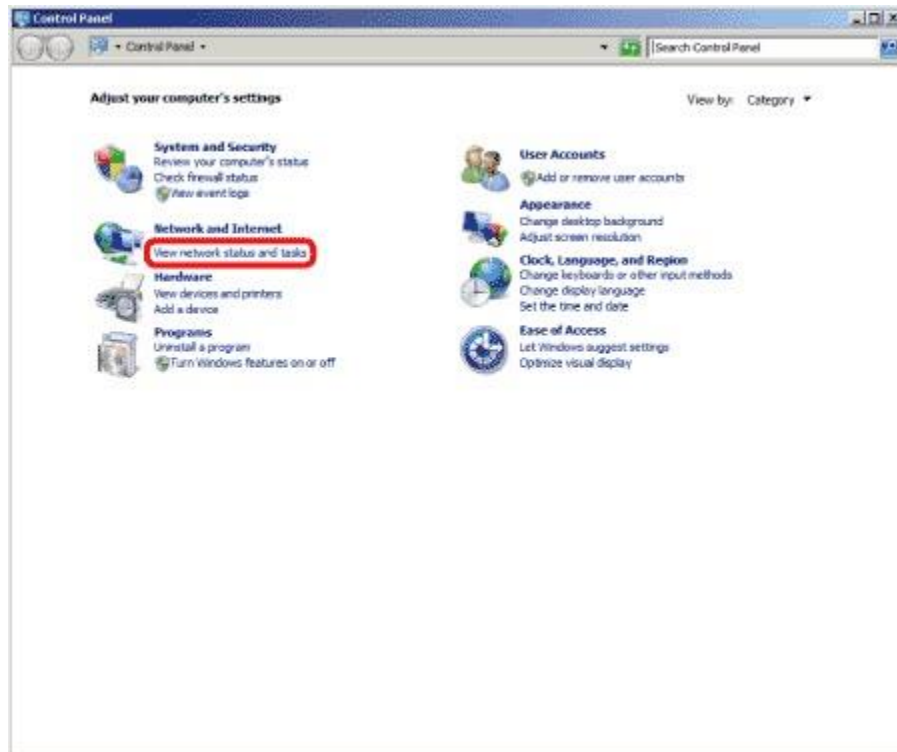 Control Panel
Control Panel
Search Control Panel
Adjust your computer's settings
View by: Category
System and Security
Review your computer's status
Check firewall status
View event logs
Network and Internet
View network status and tasks
Hardware
View devices and printers
Add a device
Programs
Uninstall a program
Turn Windows features on or off
User Accounts
Add or remove user accounts
Appearance
Change desktop background
Adjust screen resolution
Clock, Language, and Region
Change keyboards or other input methods
Change display language
Set the time and date
Ease of Access
Let Windows suggest settings
Optimize visual display